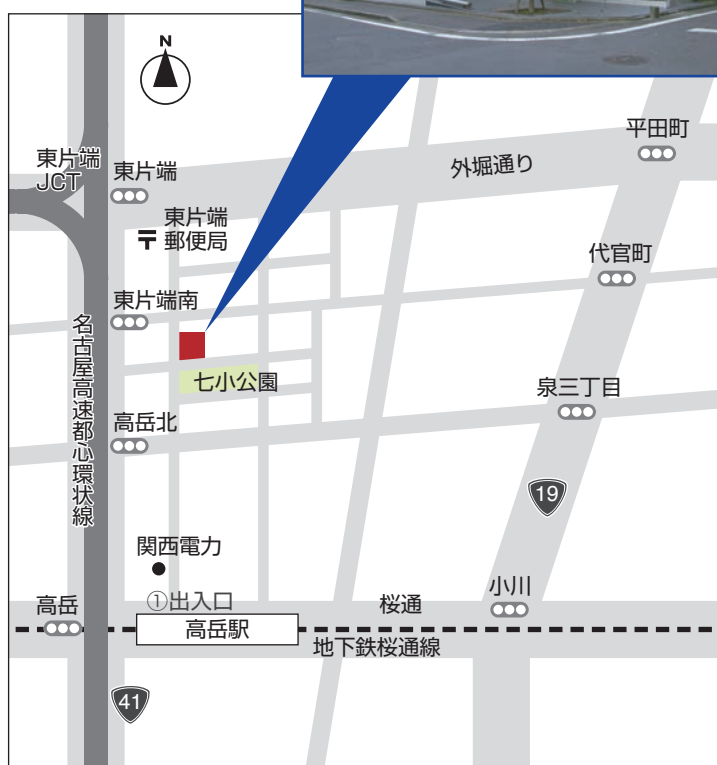 N
平田町
外堀通り
東片端
JCT
東片端
東片端
郵便局
代官町
東片端南
名古屋高速都心環状線
七小公園
泉三丁目
高岳北
19
関西電力
小川
①出入口
桜通
高岳
高岳駅
地下鉄桜通線
41